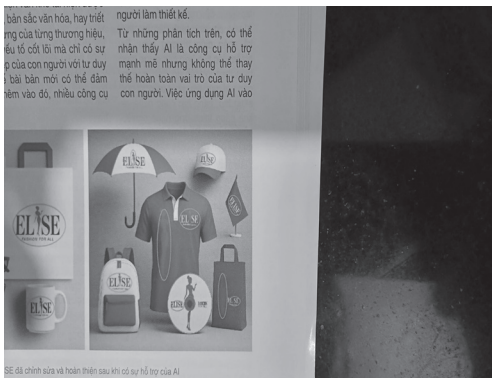 bản sắc văn hóa, hay triết
ng của từng thương hiệu,
ếu tố cốt lõi mà chỉ có sự
p của con người với tư duy
bài bản mới có thể đảm
hêm vào đó, nhiều công cụ
người làm thiết kế.
Từ những phân tích trên, có thể
nhận thấy AI là công cụ hỗ trợ
mạnh mẽ nhưng không thể thay
thế hoàn toàn vai trò của tư duy
con người. Việc ứng dụng AI vào
ELISE
FASHION FOR ALL
ELISE
ELISE
ELISE
ELISE
ELISE
ELISE
SE đã chỉnh sửa và hoàn thiện sau khi có sự hỗ trợ của AI